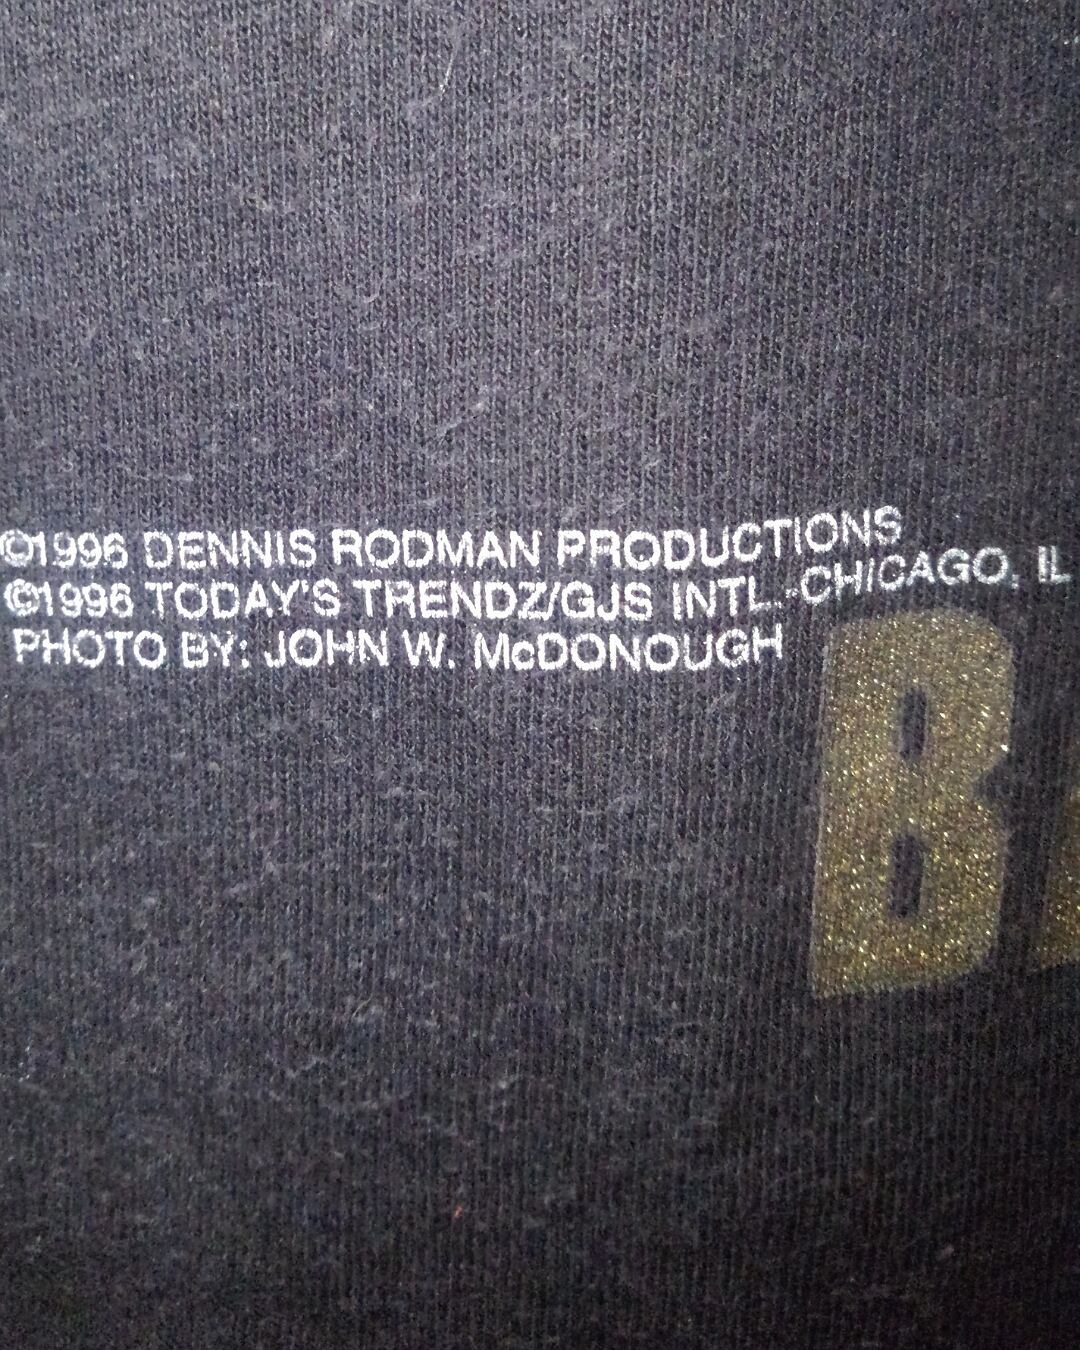 ©1996 DENNIS RODMAN PRODUCTIONS
©1996 TODAY'S TRENDZ/GJS INTL.-CHICAGO, IL
PHOTO BY: JOHN W. McDONOUGH
B